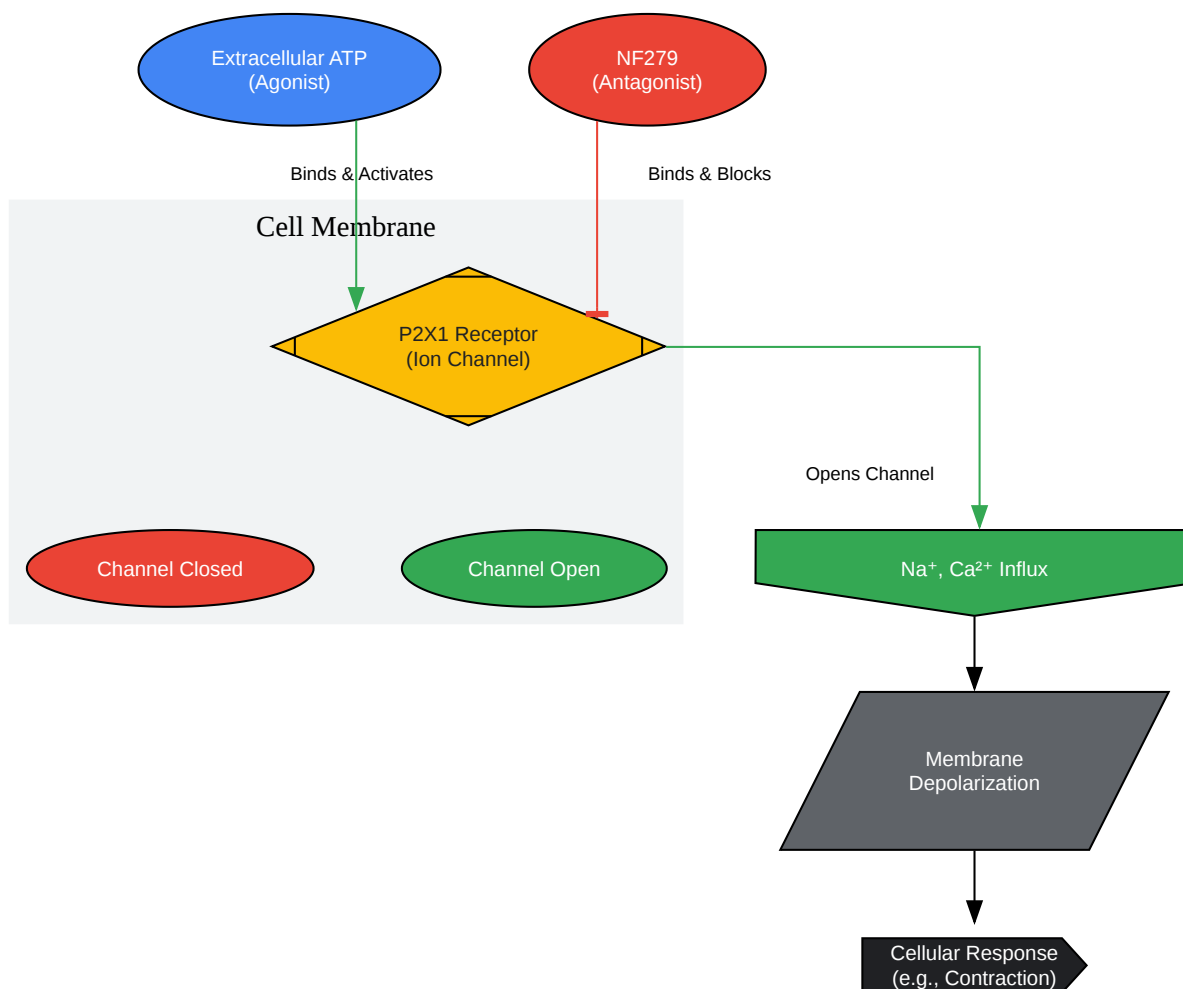 Extracellular ATP
(Agonist)
NF279
(Antagonist)
Binds & Activates
Binds & Blocks
Cell Membrane
P2X1 Receptor
(Ion Channel)
Opens Channel
Channel Closed
Channel Open
Na⁺, Ca²⁺ Influx
Membrane
Depolarization
Cellular Response
(e.g., Contraction)